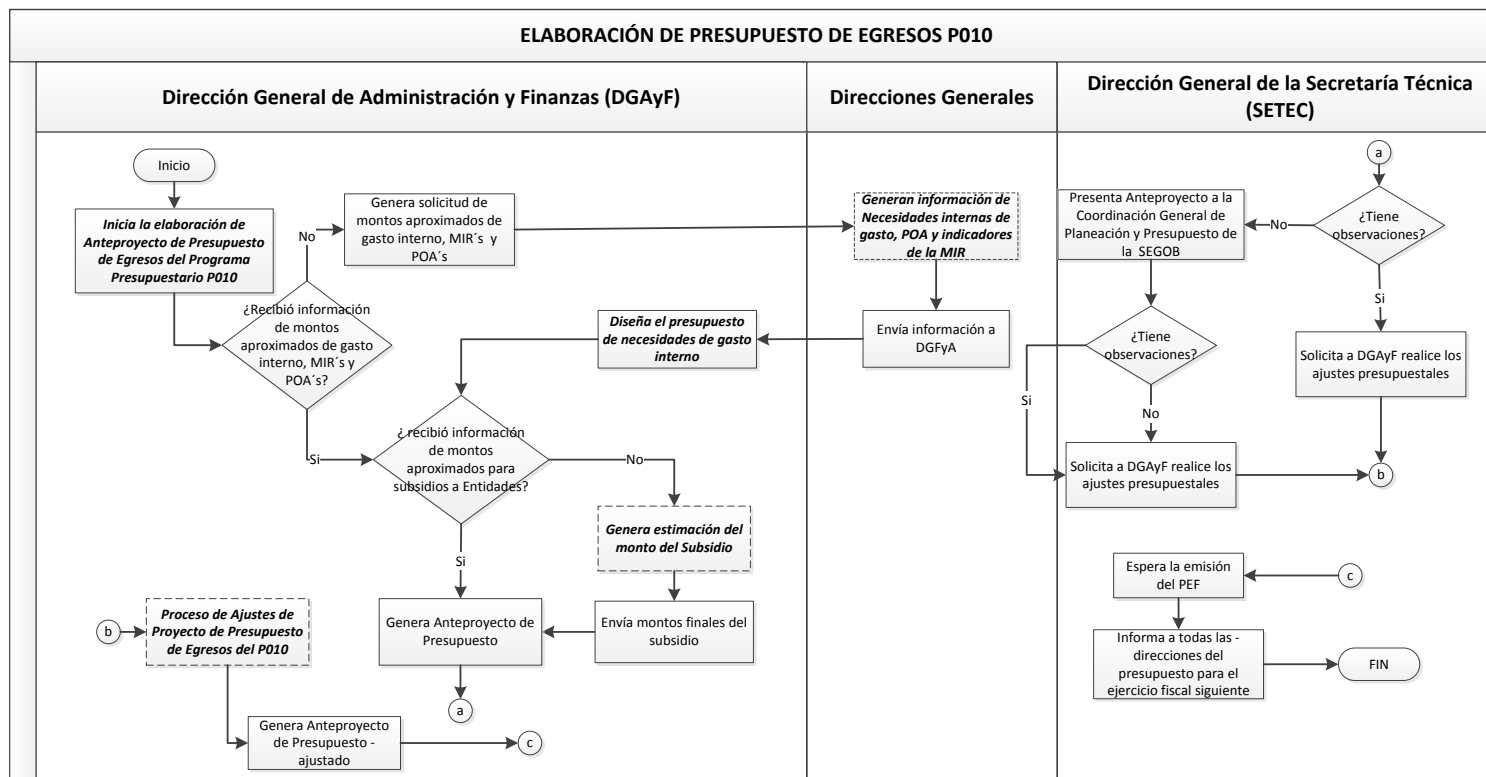 ELABORACIÓN DE PRESUPUESTO DE EGRESOS P010
Dirección General de Administración y Finanzas (DGAyF)
Direcciones Generales
Dirección General de la Secretaría Técnica
(SETEC)
Inicio
Inicia la elaboración de
Anteproyecto de Presupuesto
de Egresos del Programa
Presupuestario P010
¿Recibió información
de montos
aproximados de gasto
interno, MIR´s y
POA´s?
No
Genera solicitud de
montos aproximados de
gasto interno, MIR´s y
POA´s
Si
Diseña el presupuesto
de necesidades de gasto
interno
¿ recibió información
de montos
aproximados para
subsidios a Entidades?
No
Genera estimación del
monto del Subsidio
Si
Envía montos finales del
subsidio
Genera Anteproyecto de
Presupuesto
a
b
Proceso de Ajustes de
Proyecto de Presupuesto
de Egresos del P010
Genera Anteproyecto
de Presupuesto -
ajustado
c
Generan información de
Necesidades internas de
gasto, POA y indicadores
de la MIR
Envía información a
DGFyA
a
¿Tiene
observaciones?
No
Presenta Anteproyecto a la
Coordinación General de
Planeación y Presupuesto de
la SEGOB
Si
¿Tiene
observaciones?
Solicita a DGAyF realice los
ajustes presupuestales
Si
No
Solicita a DGAyF realice los
ajustes presupuestales
b
Espera la emisión
del PEF
c
Informa a todas las -
direcciones del
presupuesto para el
ejercicio fiscal siguiente
FIN